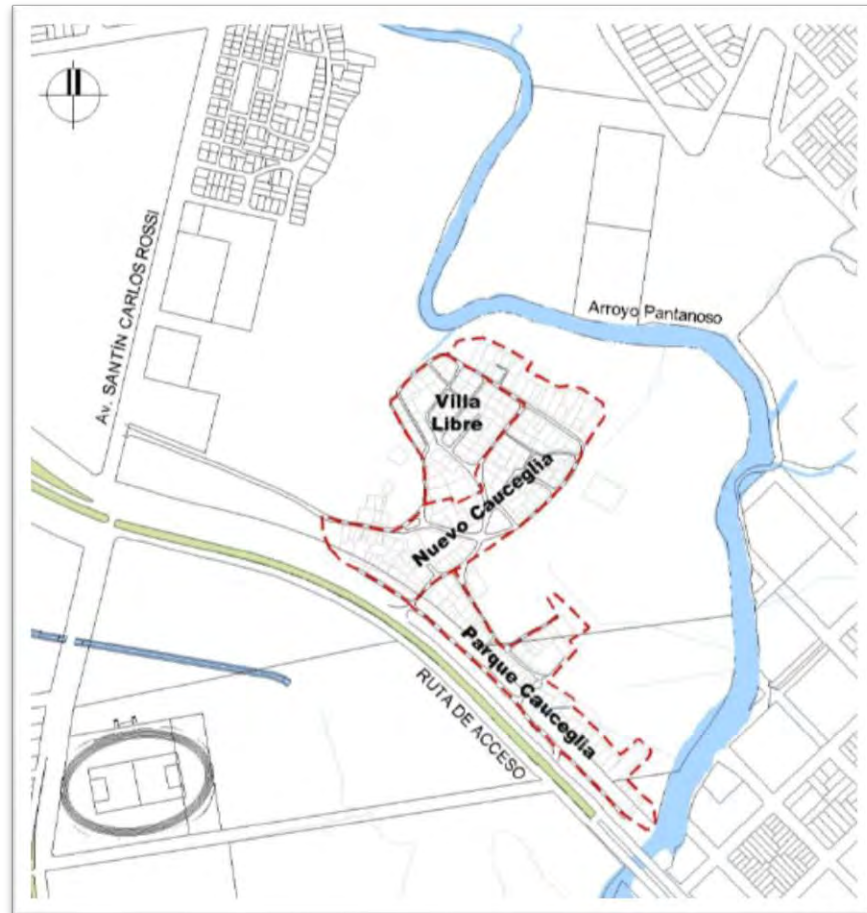 Av. SANTÍN CARLOS ROSSI
Arroyo Pantanoso
Villa
Libre
Nuevo Cauceglia
Parque Cauceglia
RUTA DE ACCESO